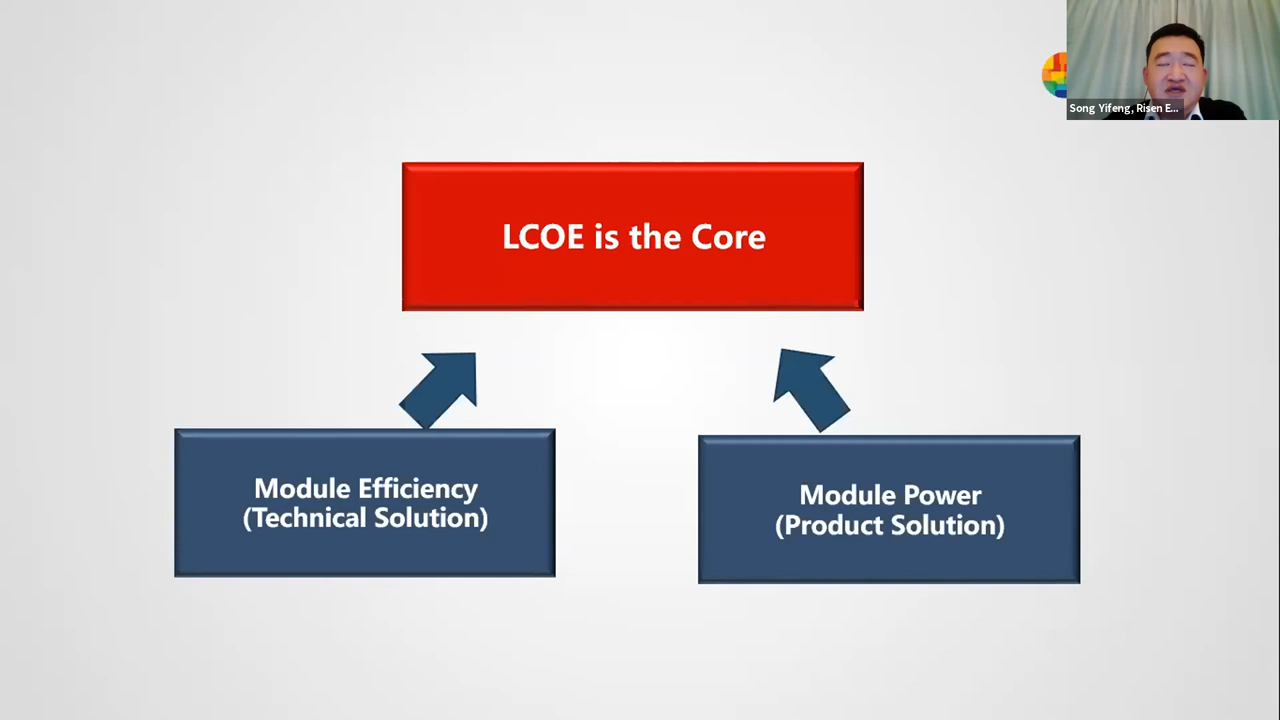 Song Yifeng, Risen E...
LCOE is the Core
Module Efficiency
(Technical Solution)
Module Power
(Product Solution)